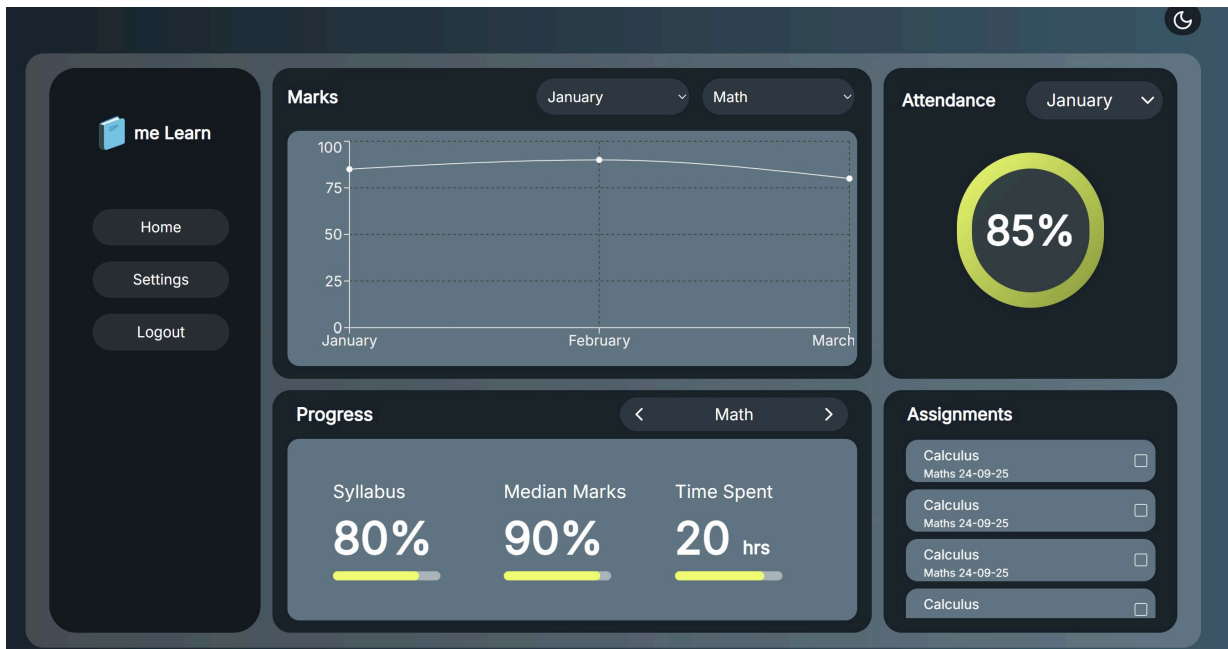 me Learn
Home
Settings
Logout
Marks
January
Math
100
75
50
25
0
January
February
March
Attendance
January
85%
Progress
Math
Syllabus
Median Marks
Time Spent
80%
90%
20 hrs
Assignments
Calculus
Maths 24-09-25
Calculus
Maths 24-09-25
Calculus
Maths 24-09-25
Calculus